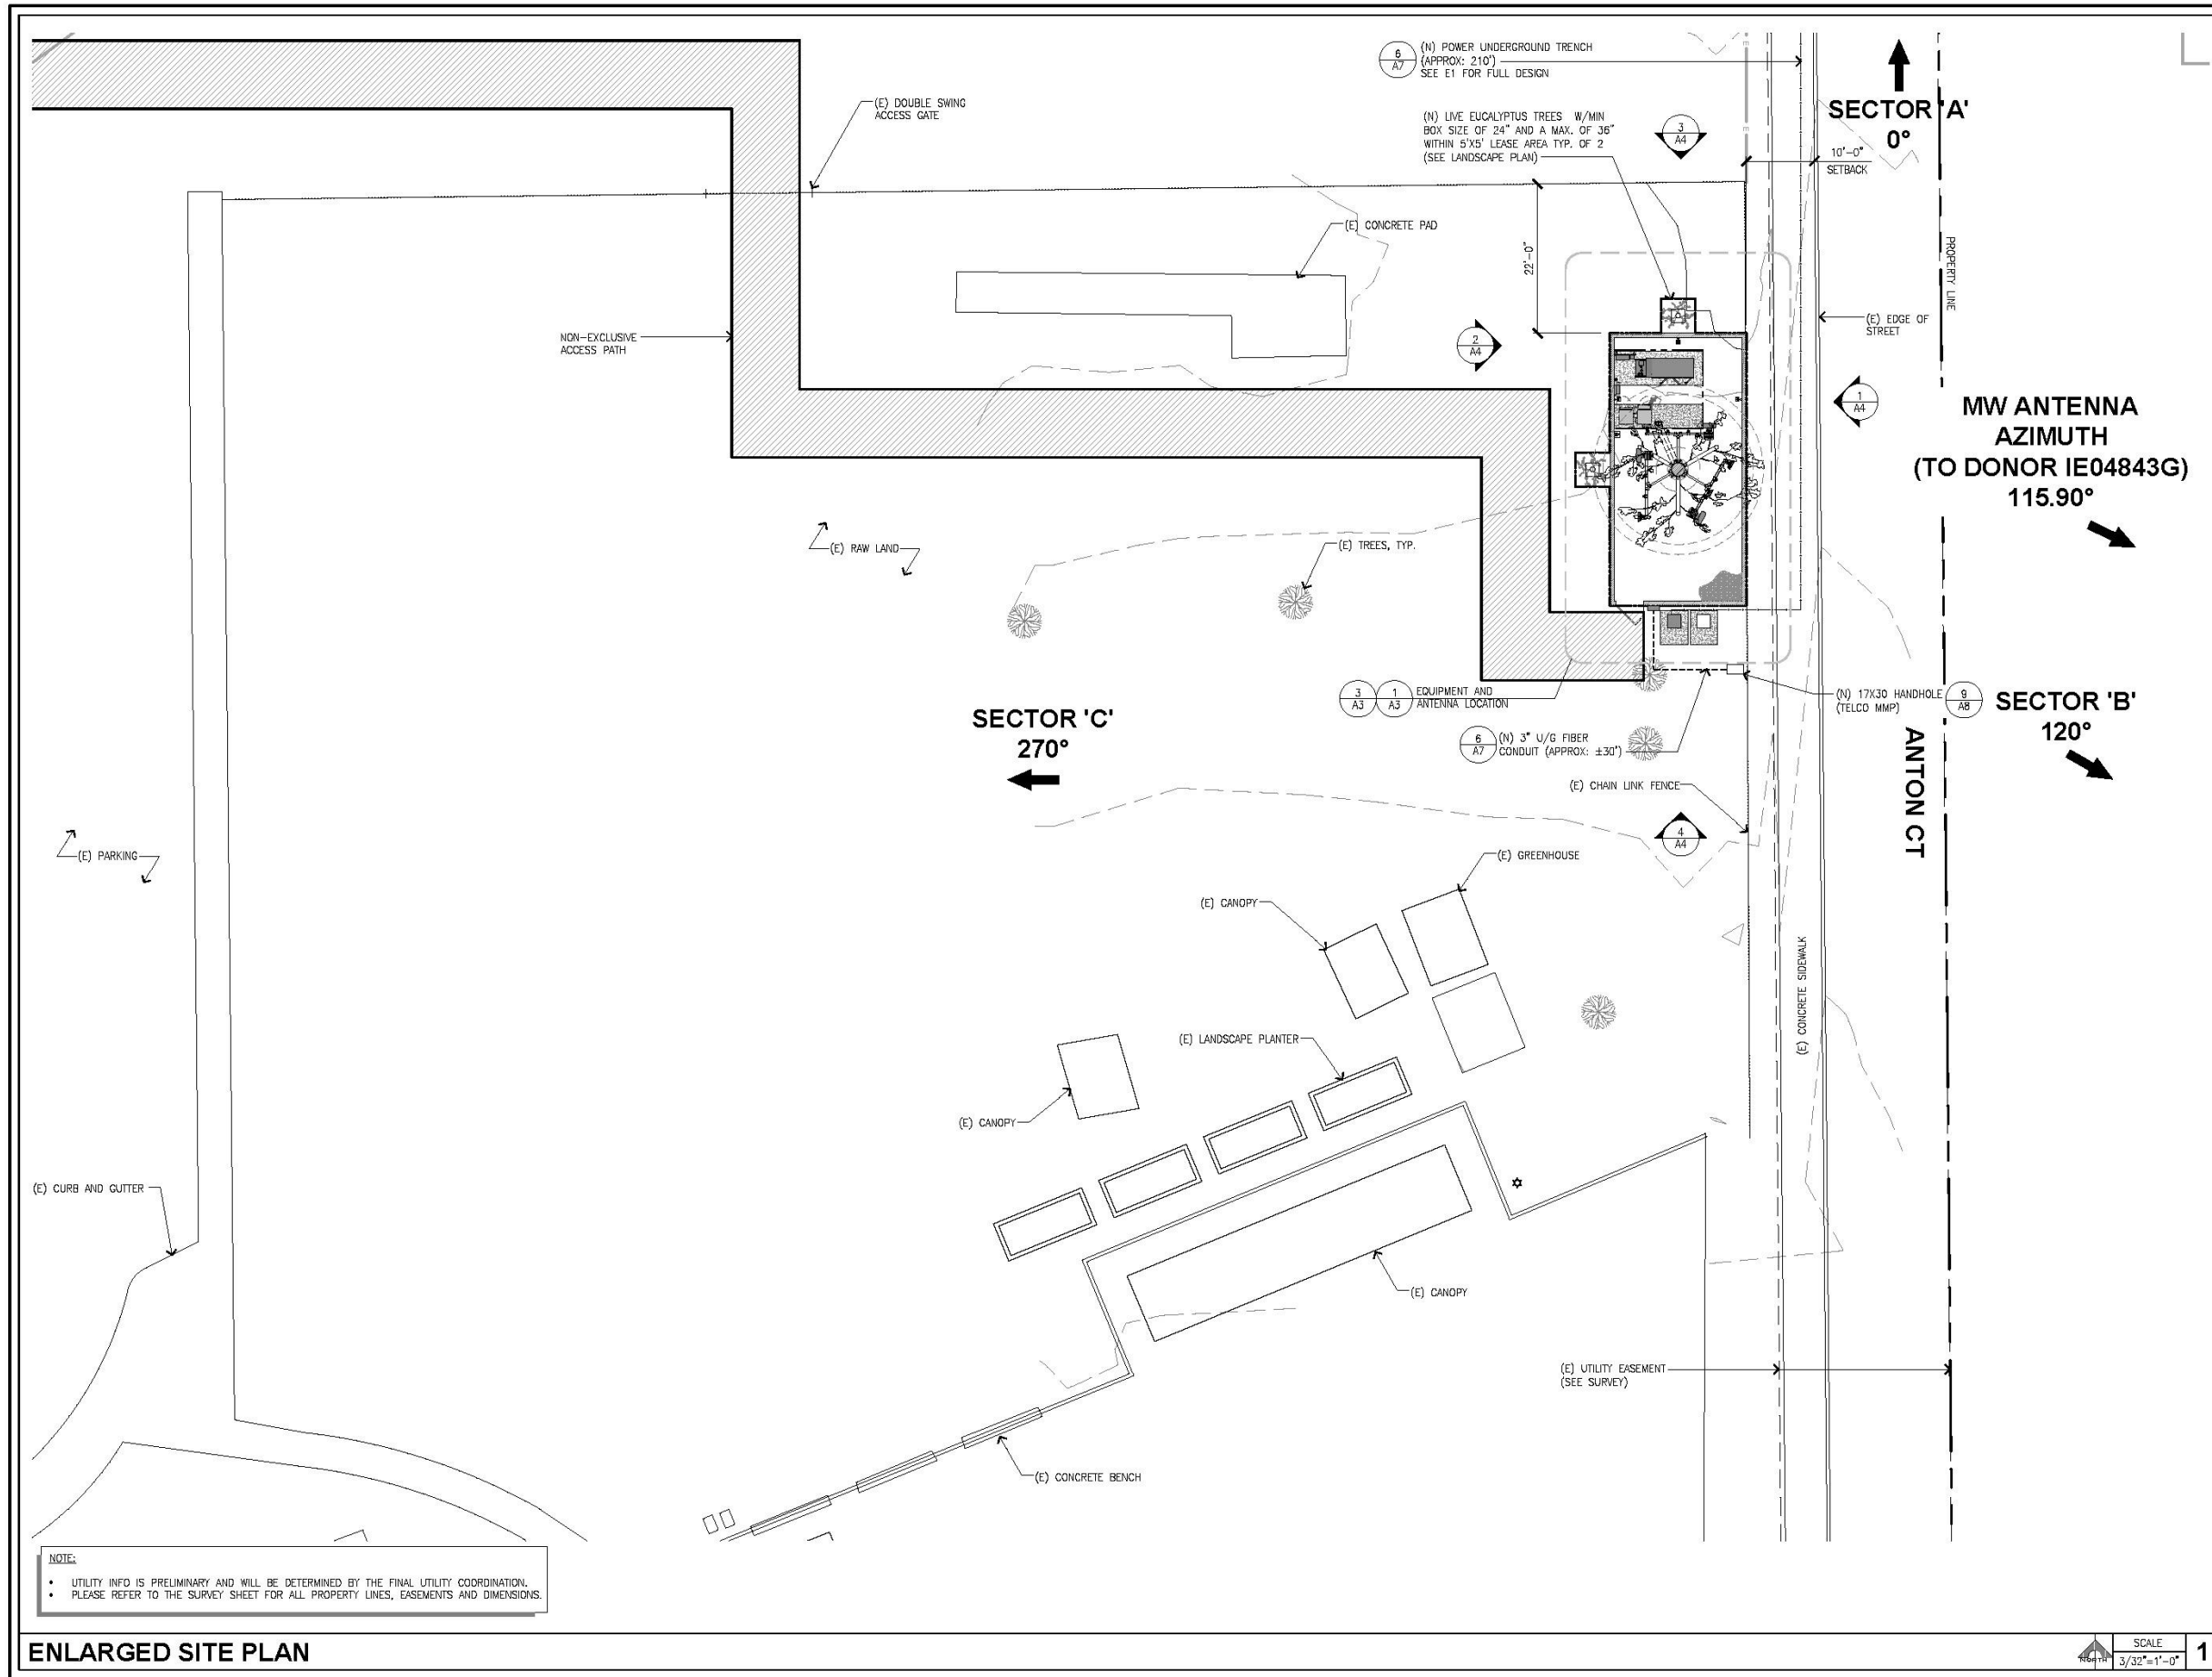 6
A7
(N) POWER UNDERGROUND TRENCH
(APPROX: 210')
SEE E1 FOR FULL DESIGN
SECTOR 'A'
0°
(E) DOUBLE SWING
ACCESS GATE
(N) LIVE EUCALYPTUS TREES W/MIN
BOX SIZE OF 24" AND A MAX. OF 36"
WITHIN 5'X5' LEASE AREA TYP. OF 2
(SEE LANDSCAPE PLAN)
3
A4
10'-0"
SETBACK
(E) CONCRETE PAD
22'-0"
PROPERTY LINE
(E) EDGE OF
STREET
NON-EXCLUSIVE
ACCESS PATH
2
A4
1
A4
MW ANTENNA
AZIMUTH
(TO DONOR IE04843G)
115.90°
(E) RAW LAND
(E) TREES, TYP.
3
A3
1
A3
EQUIPMENT AND
ANTENNA LOCATION
(N) 17X30 HANDHOLE
(TELCO MMP)
9
A8
SECTOR 'B'
120°
SECTOR 'C'
270°
6
A7
(N) 3" U/G FIBER
CONDUIT (APPROX: ±30')
ANTON CT
(E) CHAIN LINK FENCE
4
A4
(E) PARKING
(E) GREENHOUSE
(E) CANOPY
(E) CONCRETE SIDEWALK
(E) LANDSCAPE PLANTER
(E) CANOPY
(E) CURB AND GUTTER
(E) CANOPY
(E) UTILITY EASEMENT
(SEE SURVEY)
(E) CONCRETE BENCH
NOTE:
• UTILITY INFO IS PRELIMINARY AND WILL BE DETERMINED BY THE FINAL UTILITY COORDINATION.
• PLEASE REFER TO THE SURVEY SHEET FOR ALL PROPERTY LINES, EASEMENTS AND DIMENSIONS.
ENLARGED SITE PLAN
NORTH
SCALE
3/32"=1'-0"
1